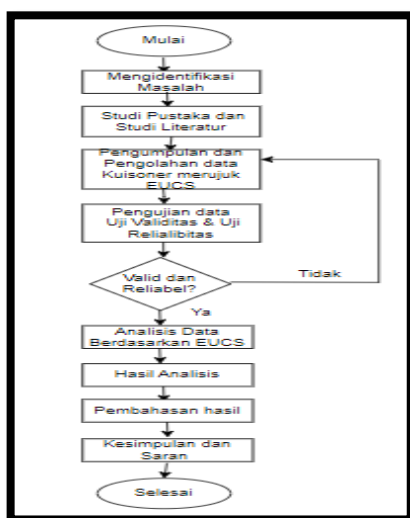 Mulai
Mengidentifikasi
Masalah
Studi Pustaka dan
Studi Literatur
Pengumpulan dan
Pengolahan data
Kuisoner merujuk
EUCS
Pengujian data
Uji Validitas & Uji
Relialibitas
Valid dan
Reliabel?
Tidak
Ya
Analisis Data
Berdasarkan EUCS
Hasil Analisis
Pembahasan hasil
Kesimpulan dan
Saran
Selesai